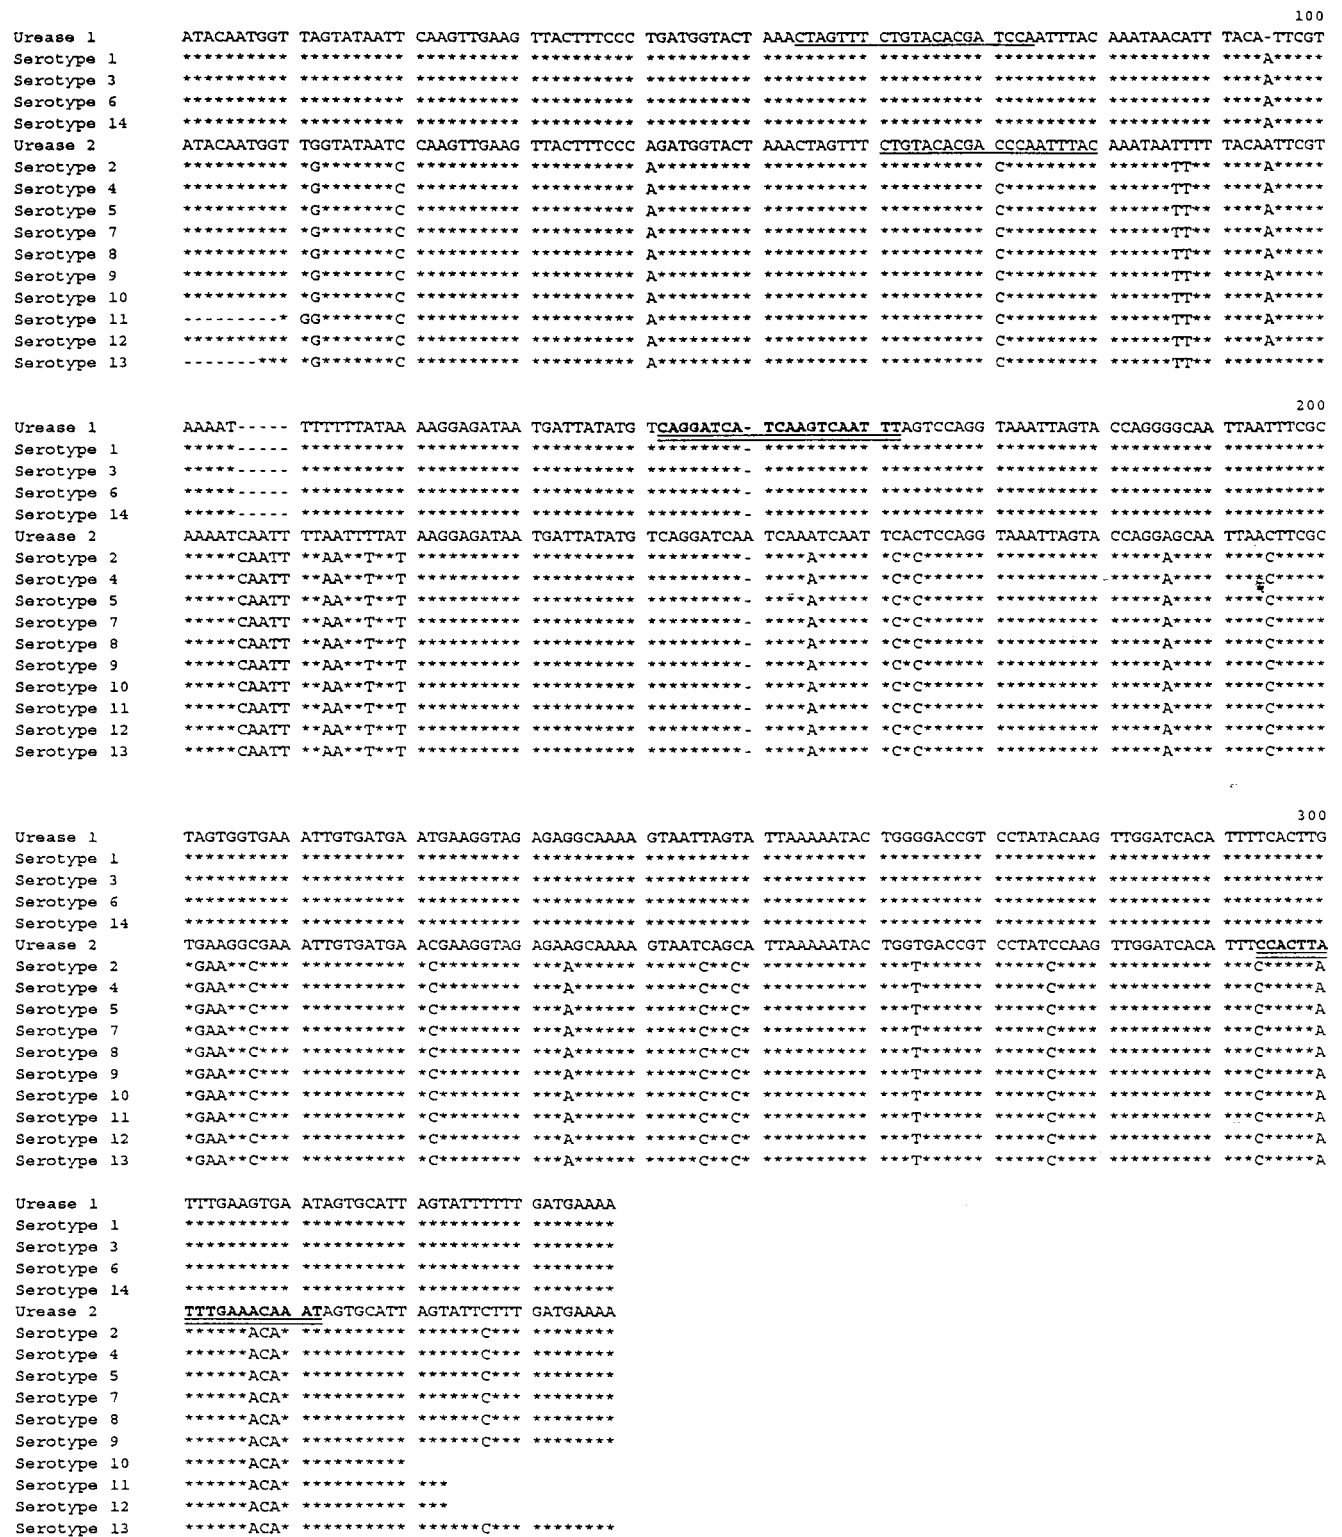 100
Urease 1 ATACAATGGT TAGTATAATT CAAGTTGAAG TTACTTTCCC TGATGGTACT AAACTAGTTT CTGTACACGA TCCAATTTAC AAATAACATT TACA-TTCGT
Serotype 1 ********** ********** ********** ********** ********** ********** ********** ********** ********** ****A*****
Serotype 3 ********** ********** ********** ********** ********** ********** ********** ********** ********** ****A*****
Serotype 6 ********** ********** ********** ********** ********** ********** ********** ********** ********** ****A*****
Serotype 14 ********** ********** ********** ********** ********** ********** ********** ********** ********** ****A*****
Urease 2 ATACAATGGT TGGTATAATC CAAGTTGAAG TTACTTTCCC AGATGGTACT AAACTAGTTT CTGTACACGA CCCAATTTAC AAATAATTTT TACAATTCGT
Serotype 2 ********** *G*******C ********** ********** A********* ********** ********** C********* ******TT** ****A*****
Serotype 4 ********** *G*******C ********** ********** A********* ********** ********** C********* ******TT** ****A*****
Serotype 5 ********** *G*******C ********** ********** A********* ********** ********** C********* ******TT** ****A*****
Serotype 7 ********** *G*******C ********** ********** A********* ********** ********** C********* ******TT** ****A*****
Serotype 8 ********** *G*******C ********** ********** A********* ********** ********** C********* ******TT** ****A*****
Serotype 9 ********** *G*******C ********** ********** A********* ********** ********** C********* ******TT** ****A*****
Serotype 10 ********** *G*******C ********** ********** A********* ********** ********** C********* ******TT** ****A*****
Serotype 11 ---------* GG*******C ********** ********** A********* ********** ********** C********* ******TT** ****A*****
Serotype 12 ********** *G*******C ********** ********** A********* ********** ********** C********* ******TT** ****A*****
Serotype 13 -------*** *G*******C ********** ********** A********* ********** ********** C********* ******TT** ****A*****
200
Urease 1 AAAAT----- TTTTTTATAA AAGGAGATAA TGATTATATG TCAGGATCA- TCAAGTCAAT TTAGTCCAGG TAAATTAGTA CCAGGGGCAA TTAATTTCGC
Serotype 1 *****----- ********** ********** ********** *********- ********** ********** ********** ********** **********
Serotype 3 *****----- ********** ********** ********** *********- ********** ********** ********** ********** **********
Serotype 6 *****----- ********** ********** ********** *********- ********** ********** ********** ********** **********
Serotype 14 *****----- ********** ********** ********** *********- ********** ********** ********** ********** **********
Urease 2 AAAATCAATT TTAATTTTAT AAGGAGATAA TGATTATATG TCAGGATCAA TCAAATCAAT TCACTCCAGG TAAATTAGTA CCAGGAGCAA TTAACTTCGC
Serotype 2 *****CAATT **AA**T**T ********** ********** *********- ****A***** *C*C****** ********** *****A**** ****C*****
Serotype 4 *****CAATT **AA**T**T ********** ********** *********- ****A***** *C*C****** ********** *****A**** ****C*****
Serotype 5 *****CAATT **AA**T**T ********** ********** *********- ****A***** *C*C****** ********** *****A**** ****C*****
Serotype 7 *****CAATT **AA**T**T ********** ********** *********- ****A***** *C*C****** ********** *****A**** ****C*****
Serotype 8 *****CAATT **AA**T**T ********** ********** *********- ****A***** *C*C****** ********** *****A**** ****C*****
Serotype 9 *****CAATT **AA**T**T ********** ********** *********- ****A***** *C*C****** ********** *****A**** ****C*****
Serotype 10 *****CAATT **AA**T**T ********** ********** *********- ****A***** *C*C****** ********** *****A**** ****C*****
Serotype 11 *****CAATT **AA**T**T ********** ********** *********- ****A***** *C*C****** ********** *****A**** ****C*****
Serotype 12 *****CAATT **AA**T**T ********** ********** *********- ****A***** *C*C****** ********** *****A**** ****C*****
Serotype 13 *****CAATT **AA**T**T ********** ********** *********- ****A***** *C*C****** ********** *****A**** ****C*****
300
Urease 1 TAGTGGTGAA ATTGTGATGA ATGAAGGTAG AGAGGCAAAA GTAATTAGTA TTAAAAATAC TGGGGACCGT CCTATACAAG TTGGATCACA TTTTCACTTG
Serotype 1 ********** ********** ********** ********** ********** ********** ********** ********** ********** **********
Serotype 3 ********** ********** ********** ********** ********** ********** ********** ********** ********** **********
Serotype 6 ********** ********** ********** ********** ********** ********** ********** ********** ********** **********
Serotype 14 ********** ********** ********** ********** ********** ********** ********** ********** ********** **********
Urease 2 TGAAGGCGAA ATTGTGATGA ACGAAGGTAG AGAAGCAAAA GTAATCAGCA TTAAAAATAC TGGTGACCGT CCTATCCAAG TTGGATCACA TTTCCACTTA
Serotype 2 *GAA**C*** ********** *C******** ***A****** *****C**C* ********** ***T****** *****C**** ********** ***C*****A
Serotype 4 *GAA**C*** ********** *C******** ***A****** *****C**C* ********** ***T****** *****C**** ********** ***C*****A
Serotype 5 *GAA**C*** ********** *C******** ***A****** *****C**C* ********** ***T****** *****C**** ********** ***C*****A
Serotype 7 *GAA**C*** ********** *C******** ***A****** *****C**C* ********** ***T****** *****C**** ********** ***C*****A
Serotype 8 *GAA**C*** ********** *C******** ***A****** *****C**C* ********** ***T****** *****C**** ********** ***C*****A
Serotype 9 *GAA**C*** ********** *C******** ***A****** *****C**C* ********** ***T****** *****C**** ********** ***C*****A
Serotype 10 *GAA**C*** ********** *C******** ***A****** *****C**C* ********** ***T****** *****C**** ********** ***C*****A
Serotype 11 *GAA**C*** ********** *C******** ***A****** *****C**C* ********** ***T****** *****C**** ********** ***C*****A
Serotype 12 *GAA**C*** ********** *C******** ***A****** *****C**C* ********** ***T****** *****C**** ********** ***C*****A
Serotype 13 *GAA**C*** ********** *C******** ***A****** *****C**C* ********** ***T****** *****C**** ********** ***C*****A
Urease 1 TTTGAAGTGA ATAGTGCATT AGTATTTTTT GATGAAAA
Serotype 1 ********** ********** ********** ********
Serotype 3 ********** ********** ********** ********
Serotype 6 ********** ********** ********** ********
Serotype 14 ********** ********** ********** ********
Urease 2 TTTGAAACAA ATAGTGCATT AGTATTCTTT GATGAAAA
Serotype 2 ******ACA* ********** ******C*** ********
Serotype 4 ******ACA* ********** ******C*** ********
Serotype 5 ******ACA* ********** ******C*** ********
Serotype 7 ******ACA* ********** ******C*** ********
Serotype 8 ******ACA* ********** ******C*** ********
Serotype 9 ******ACA* ********** ******C*** ********
Serotype 10 ******ACA* **********
Serotype 11 ******ACA* ********** ***
Serotype 12 ******ACA* ********** ***
Serotype 13 ******ACA* ********** ******C*** ********